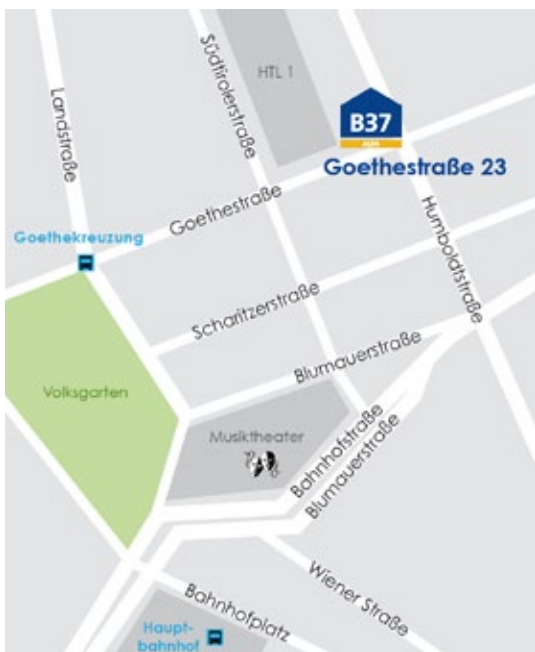 Südtirolerstraße
HTL 1
Landstraße
B37
Goethestraße 23
Goethestraße
Goethekreuzung
Humboldtstraße
Scharitzerstraße
Blumauerstraße
Volksgarten
Musiktheater
Bahnhofstraße
Blumauerstraße
Wiener Straße
Bahnhofplatz
Haupt-
bahnhof